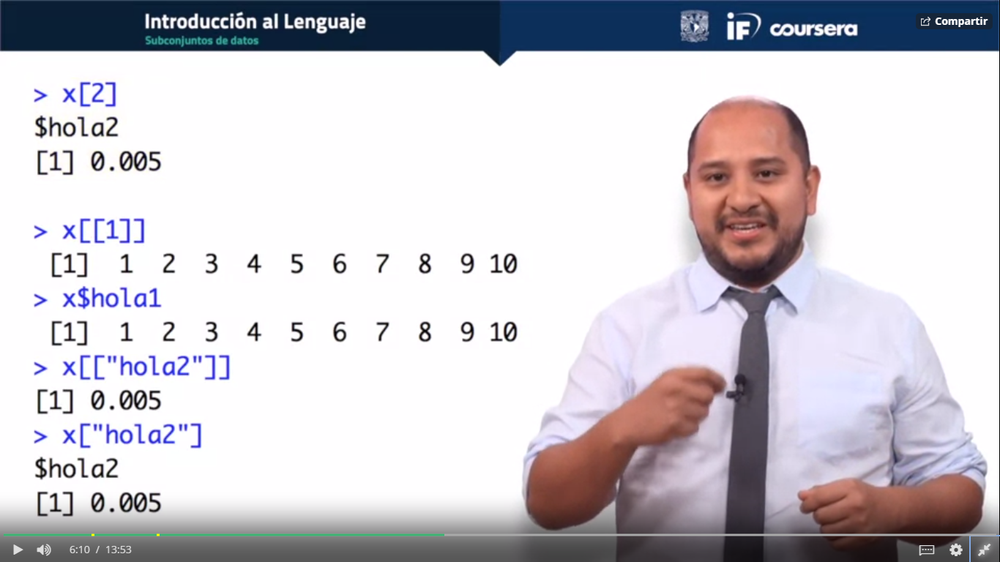 Introducción al Lenguaje
Subconjuntos de datos
iF coursera
Compartir
> x[2]
$hola2
[1] 0.005
> x[[1]]
[1] 1 2 3 4 5 6 7 8 9 10
> x$hola1
[1] 1 2 3 4 5 6 7 8 9 10
> x[["hola2"]]
[1] 0.005
> x["hola2"]
$hola2
[1] 0.005
6:10 / 13:53